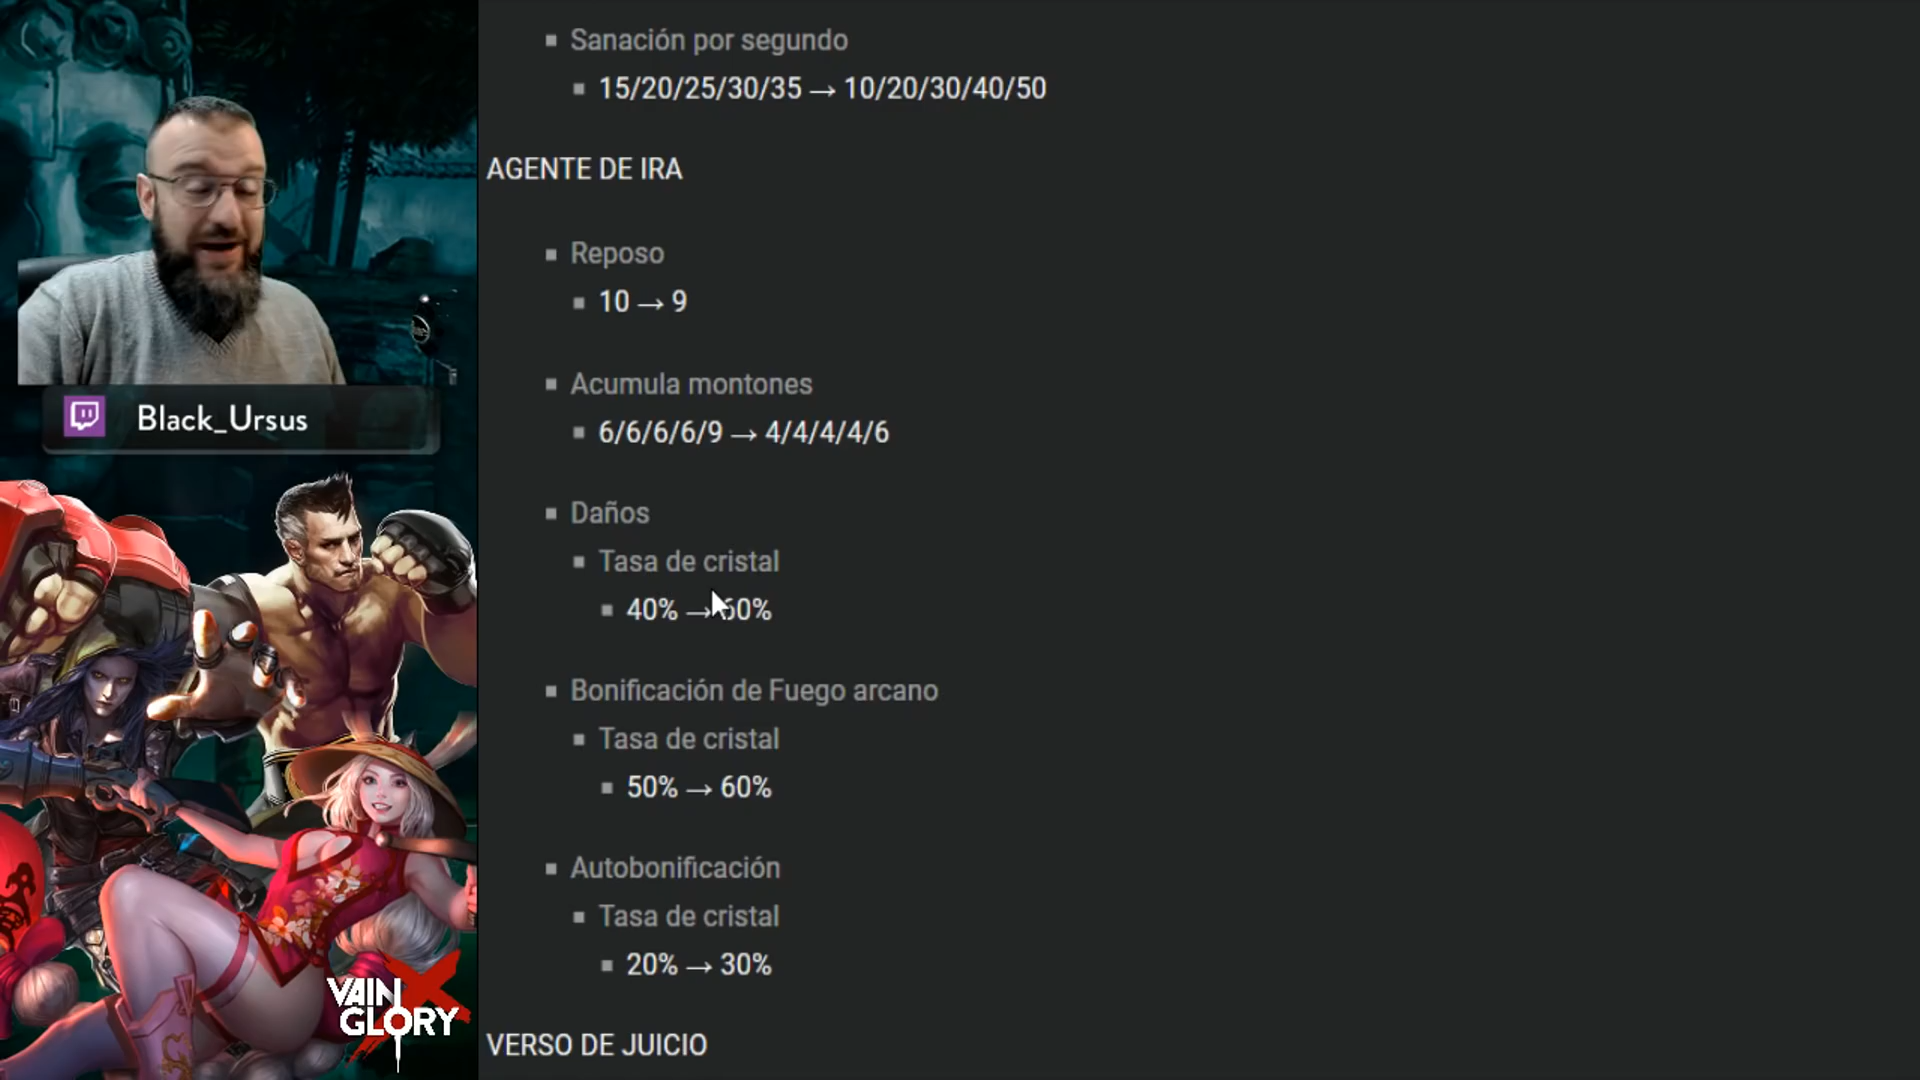 Sanación por segundo
15/20/25/30/35 → 10/20/30/40/50
AGENTE DE IRA
Reposo
10 → 9
Acumula montones
6/6/6/6/9 → 4/4/4/4/6
Daños
Tasa de cristal
40% → 60%
Bonificación de Fuego arcano
Tasa de cristal
50% → 60%
Autobonificación
Tasa de cristal
20% → 30%
VERSO DE JUICIO
Black_Ursus
VAIN
GLORY